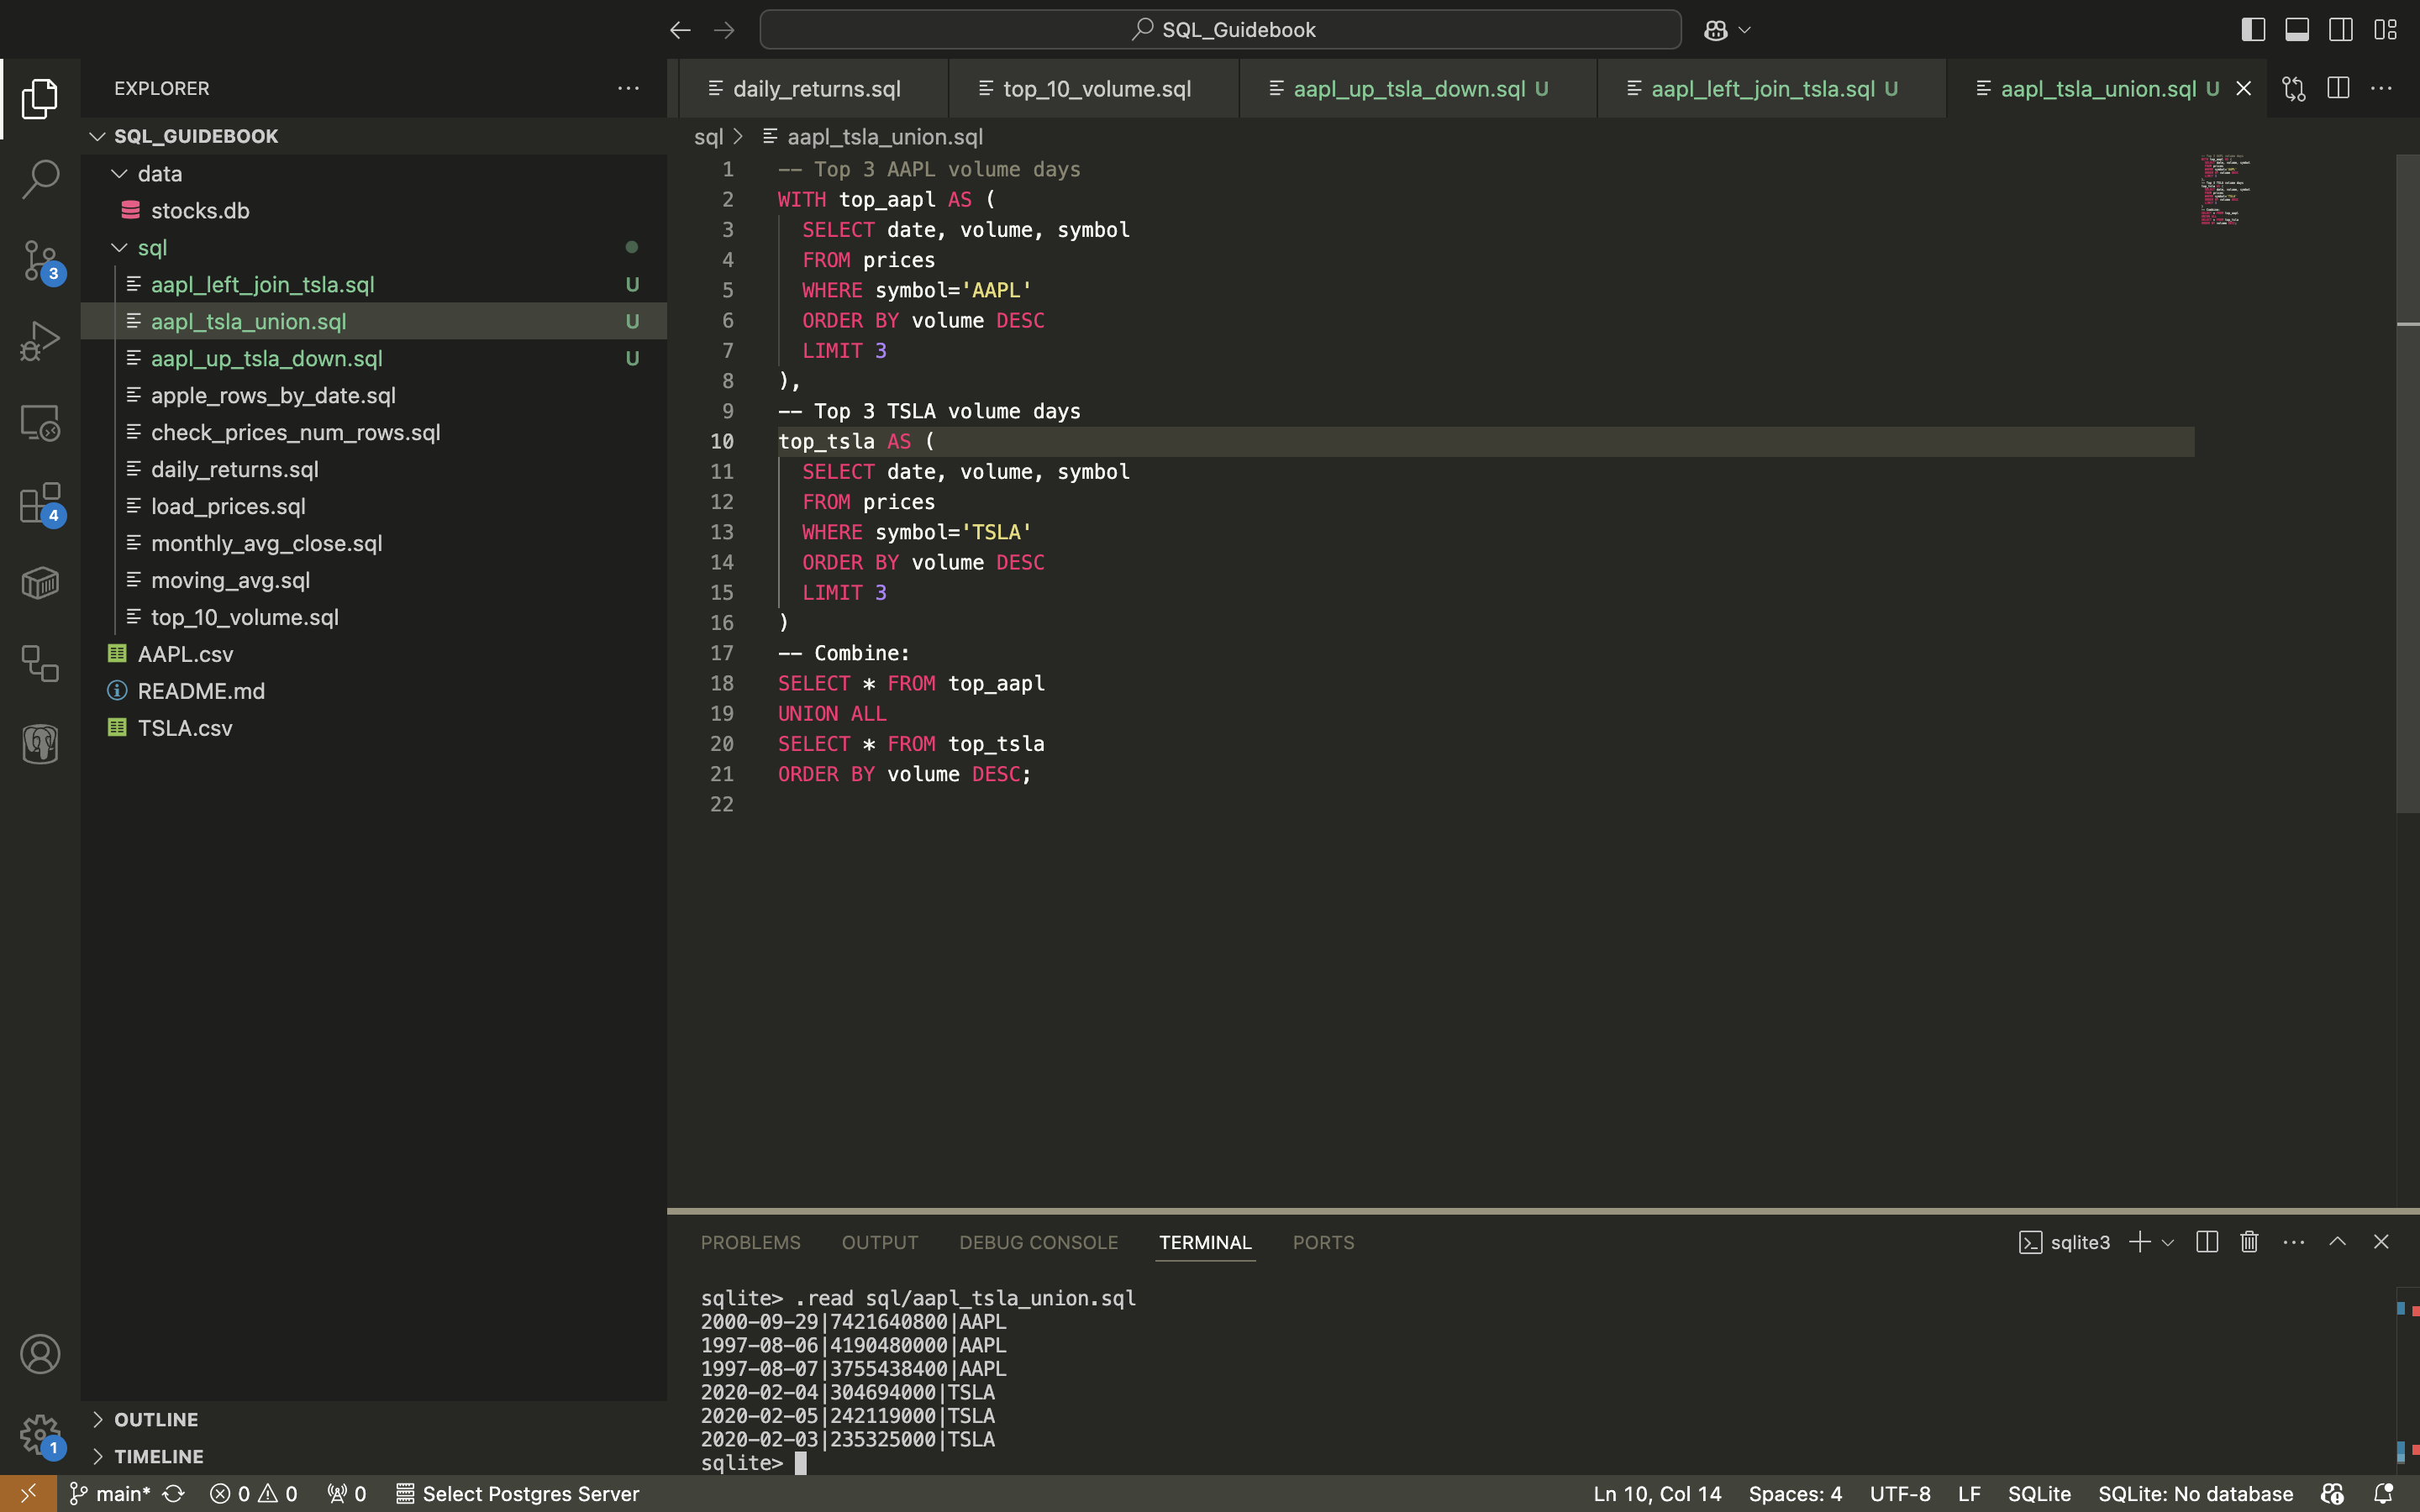 SQL_Guidebook
EXPLORER
SQL_GUIDEBOOK
data
stocks.db
sql
aapl_left_join_tsla.sql U
aapl_tsla_union.sql U
aapl_up_tsla_down.sql U
apple_rows_by_date.sql
check_prices_num_rows.sql
daily_returns.sql
load_prices.sql
monthly_avg_close.sql
moving_avg.sql
top_10_volume.sql
AAPL.csv
README.md
TSLA.csv
OUTLINE
TIMELINE
3
4
1
daily_returns.sql top_10_volume.sql aapl_up_tsla_down.sql U aapl_left_join_tsla.sql U aapl_tsla_union.sql U
sql > aapl_tsla_union.sql
1 -- Top 3 AAPL volume days
2 WITH top_aapl AS (
3 SELECT date, volume, symbol
4 FROM prices
5 WHERE symbol='AAPL'
6 ORDER BY volume DESC
7 LIMIT 3
8 ),
9 -- Top 3 TSLA volume days
10 top_tsla AS (
11 SELECT date, volume, symbol
12 FROM prices
13 WHERE symbol='TSLA'
14 ORDER BY volume DESC
15 LIMIT 3
16 )
17 -- Combine:
18 SELECT * FROM top_aapl
19 UNION ALL
20 SELECT * FROM top_tsla
21 ORDER BY volume DESC;
22
PROBLEMS OUTPUT DEBUG CONSOLE TERMINAL PORTS sqlite3
sqlite> .read sql/aapl_tsla_union.sql
2000-09-29|7421640800|AAPL
1997-08-06|4190480000|AAPL
1997-08-07|3755438400|AAPL
2020-02-04|304694000|TSLA
2020-02-05|242119000|TSLA
2020-02-03|235325000|TSLA
sqlite>
main* 0 0 0 Select Postgres Server Ln 10, Col 14 Spaces: 4 UTF-8 LF SQLite SQLite: No database